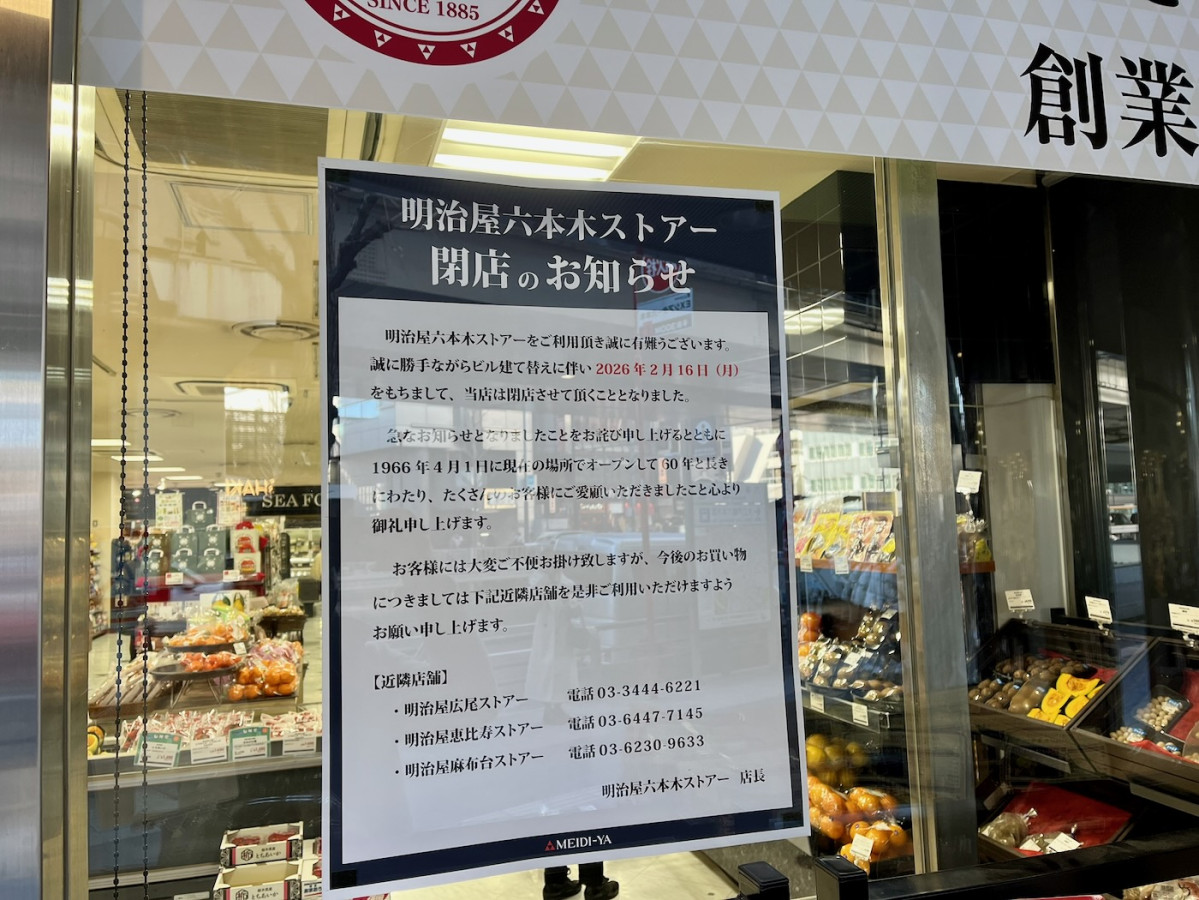 SINCE 1885
創業
明治屋六本木ストアー
閉店のお知らせ
明治屋六本木ストアーをご利用頂き誠に有難うございます。
誠に勝手ながらビル建て替えに伴い 2026年2月16日(月)
をもちまして、当店は閉店させて頂くこととなりました。
急なお知らせとなりましたことをお詫び申し上げるとともに
1966年4月1日に現在の場所でオープンして60年と長き
にわたり、たくさんのお客様にご愛顧いただきましたこと心より
御礼申し上げます。
お客様には大変ご不便お掛け致しますが、今後のお買い物
につきましては下記近隣店舗を是非ご利用いただけますよう
お願い申し上げます。
【近隣店舗】
・明治屋広尾ストアー 電話 03-3444-6221
・明治屋恵比寿ストアー 電話 03-6447-7145
・明治屋麻布台ストアー 電話 03-6230-9633
明治屋六本木ストアー 店長
MEIDI-YA
SEA FO